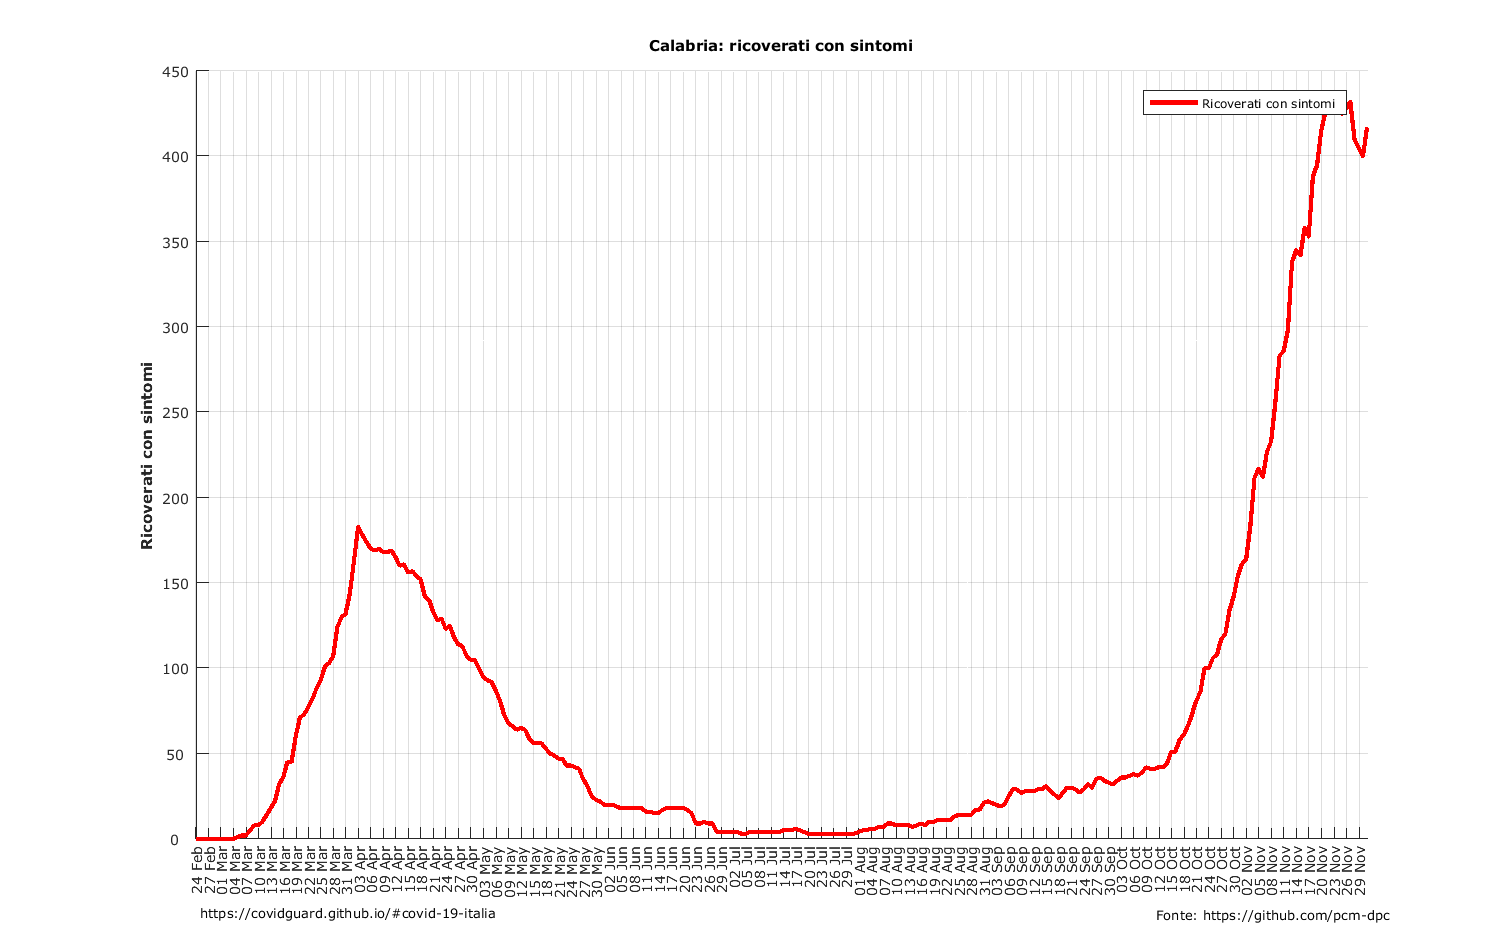 Calabria: ricoverati con sintomi
Ricoverati con sintomi
Ricoverati con sintomi
450
400
350
300
250
200
150
100
50
0
24 Feb
27 Feb
01 Mar
04 Mar
07 Mar
10 Mar
13 Mar
16 Mar
19 Mar
22 Mar
25 Mar
28 Mar
31 Mar
03 Apr
06 Apr
09 Apr
12 Apr
15 Apr
18 Apr
21 Apr
24 Apr
27 Apr
30 Apr
03 May
06 May
09 May
12 May
15 May
18 May
21 May
24 May
27 May
30 May
02 Jun
05 Jun
08 Jun
11 Jun
14 Jun
17 Jun
20 Jun
23 Jun
26 Jun
29 Jun
02 Jul
05 Jul
08 Jul
11 Jul
14 Jul
17 Jul
20 Jul
23 Jul
26 Jul
29 Jul
01 Aug
04 Aug
07 Aug
10 Aug
13 Aug
16 Aug
19 Aug
22 Aug
25 Aug
28 Aug
31 Aug
03 Sep
06 Sep
09 Sep
12 Sep
15 Sep
18 Sep
21 Sep
24 Sep
27 Sep
30 Sep
03 Oct
06 Oct
09 Oct
12 Oct
15 Oct
18 Oct
21 Oct
24 Oct
27 Oct
30 Oct
02 Nov
05 Nov
08 Nov
11 Nov
14 Nov
17 Nov
20 Nov
23 Nov
26 Nov
29 Nov
https://covidguard.github.io/#covid-19-italia
Fonte: https://github.com/pcm-dpc